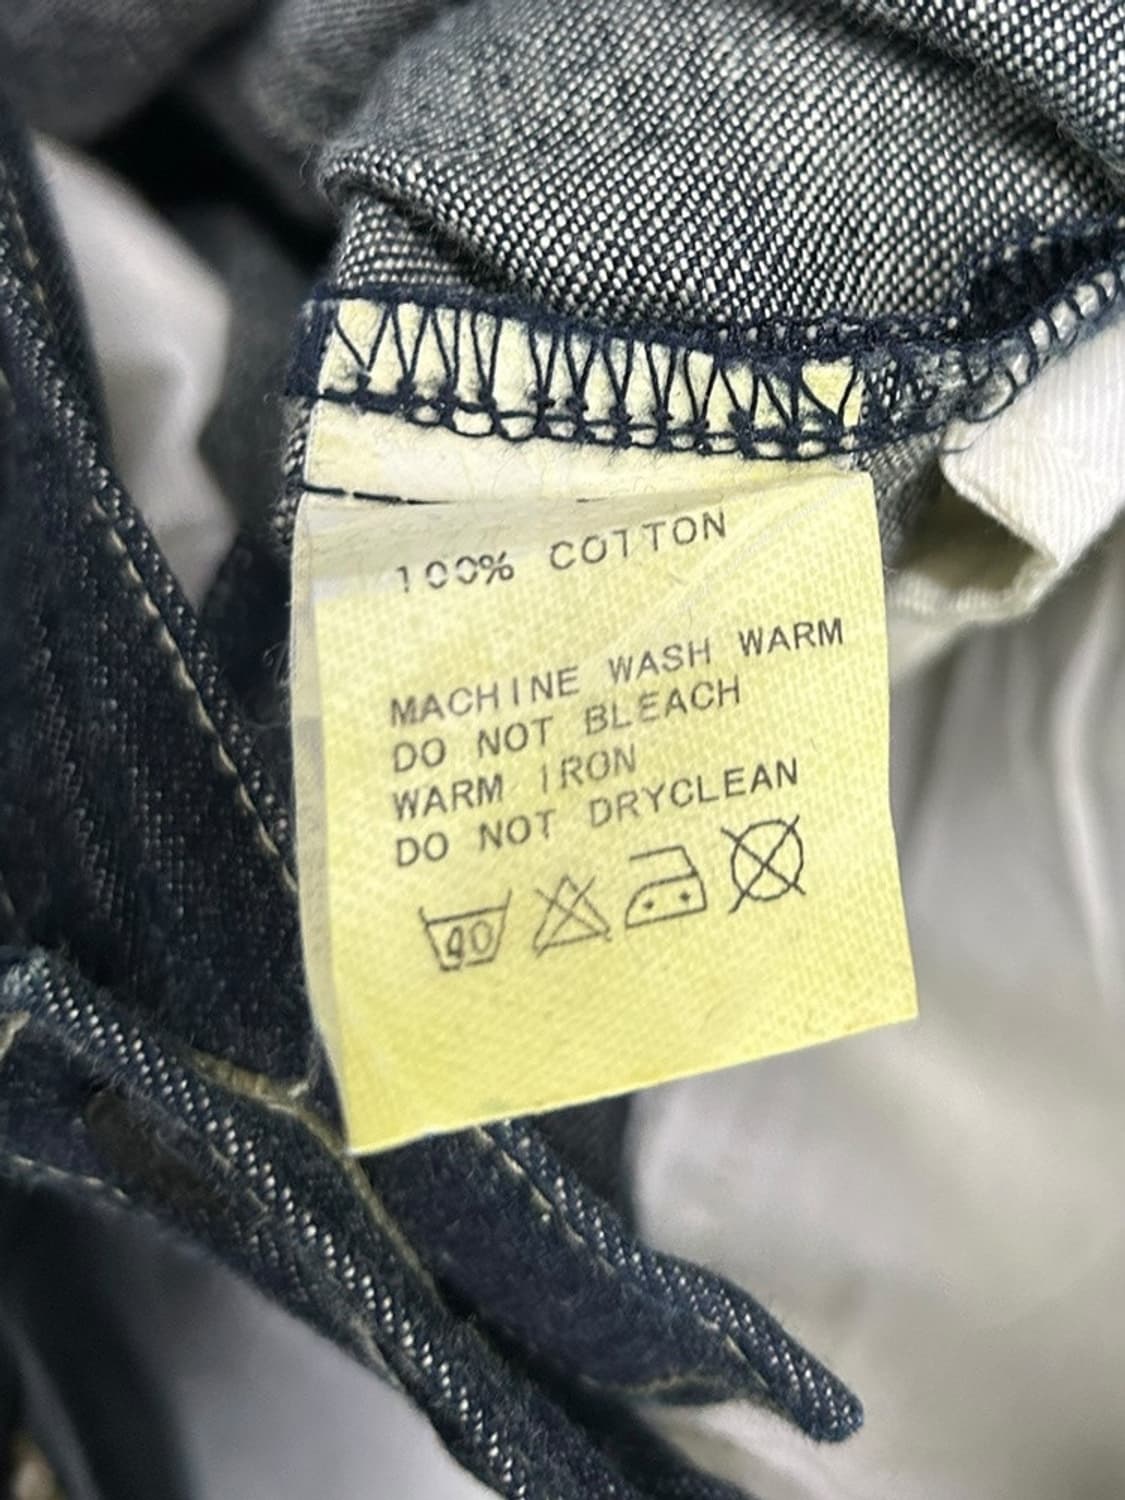 100% COTTON
MACHINE WASH WARM
DO NOT BLEACH
WARM IRON
DO NOT DRYCLEAN
40